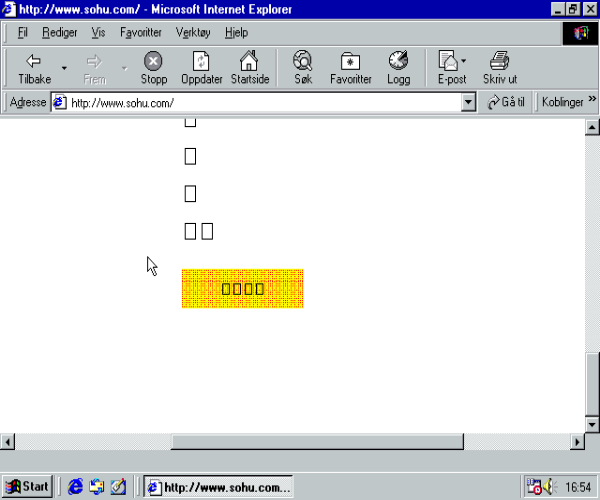 http://www.sohu.com/ - Microsoft Internet Explorer
Fil Rediger Vis Favoritter Verktøy Hjelp
Tilbake Frem Stopp Oppdater Startside Søk Favoritter Logg E-post Skriv ut
Adresse http://www.sohu.com/ Gå til Koblinger »
Start http://www.sohu.com... 16:54